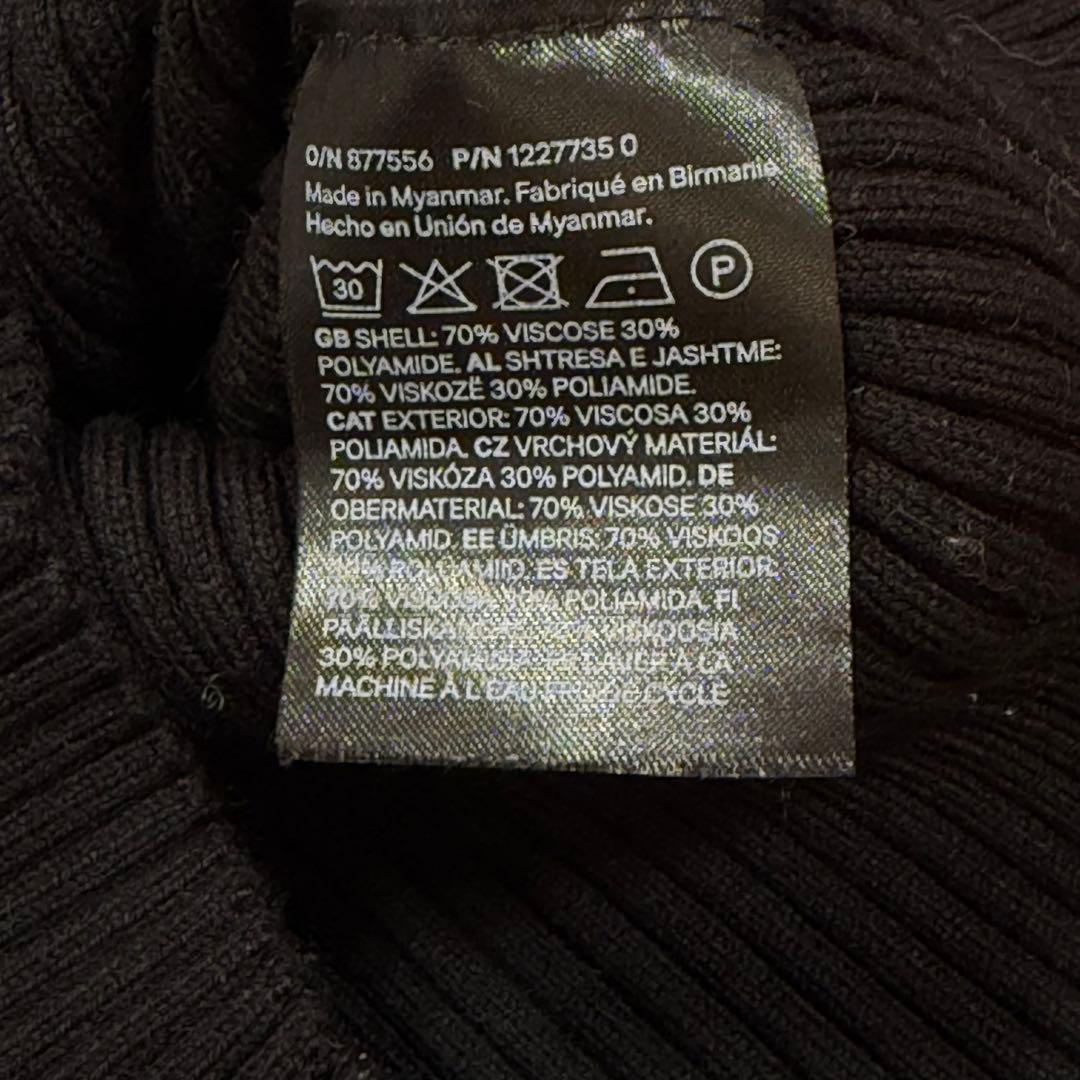 O/N 877556 P/N 1227735 0
Made in Myanmar. Fabriqué en Birmanie.
Hecho en Unión de Myanmar.
30 P
GB SHELL: 70% VISCOSE 30%
POLYAMIDE. AL SHTRESA E JASHTME:
70% VISKOZË 30% POLIAMIDE.
CAT EXTERIOR: 70% VISCOSA 30%
POLIAMIDA. CZ VRCHOVÝ MATERIÁL:
70% VISKÓZA 30% POLYAMID. DE
OBERMATERIAL: 70% VISKOSE 30%
POLYAMID. EE ÜMBRIS: 70% VISKOOS
POLÜAMIID. ES TELA EXTERIOR:
70% POLIAMIDA. FI
30% À LA
MACHINE À L'EAU